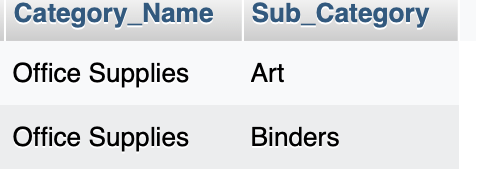 Category_Name Sub_Category
Office Supplies Art
Office Supplies Binders